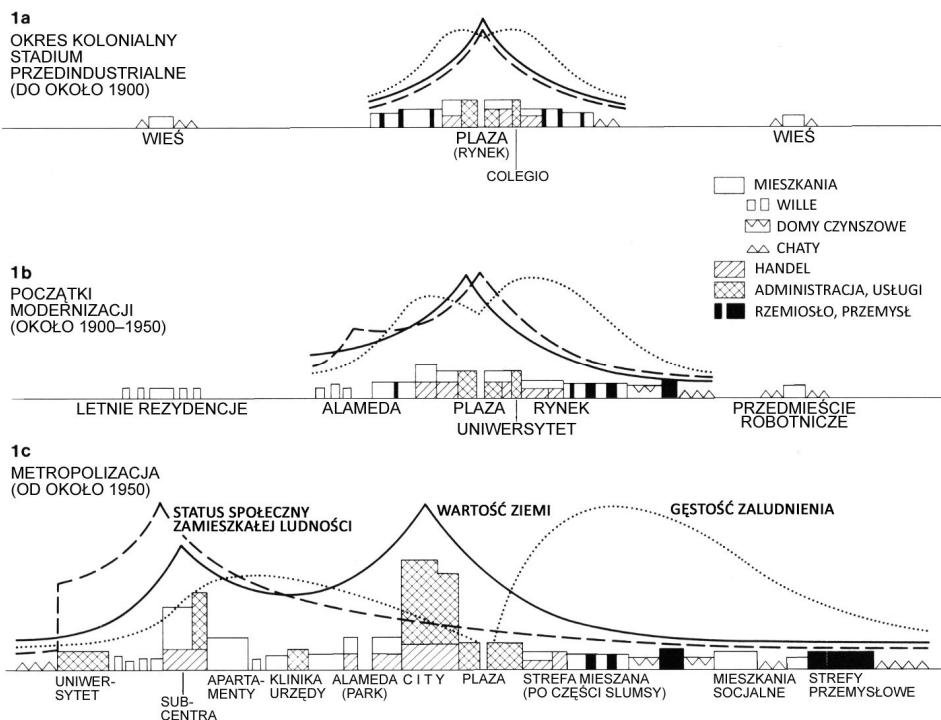 1a
OKRES KOLONIALNY
STADIUM
PRZEDINDUSTRIALNE
(DO OKOŁO 1900)
WIEŚ
PLAZA
(RYNEK)
WIEŚ
COLEGIO
MIESZKANIA
WILLE
DOMY CZYNSZOWE
CHATY
HANDEL
ADMINISTRACJA, USŁUGI
RZEMIOSŁO, PRZEMYSŁ
1b
POCZĄTKI
MODERNIZACJI
(OKOŁO 1900–1950)
LETNIE REZYDENCJE
ALAMEDA
PLAZA
RYNEK
PRZEDMIEŚCIE
ROBOTNICZE
UNIWERSYTET
1c
METROPOLIZACJA
(OD OKOŁO 1950)
STATUS SPOŁECZNY
ZAMIESZKAŁEJ LUDNOŚCI
WARTOŚĆ ZIEMI
GĘSTOŚĆ ZALUDNIENIA
UNIWER-
SYTET
SUB-
CENTRA
APARTA-
MENTY
KLINIKA
URZĘDY
ALAMEDA
(PARK)
CITY
PLAZA
STREFA MIESZANA
(PO CZĘŚCI SLUMSY)
MIESZKANIA
SOCJALNE
STREFY
PRZEMYSŁOWE